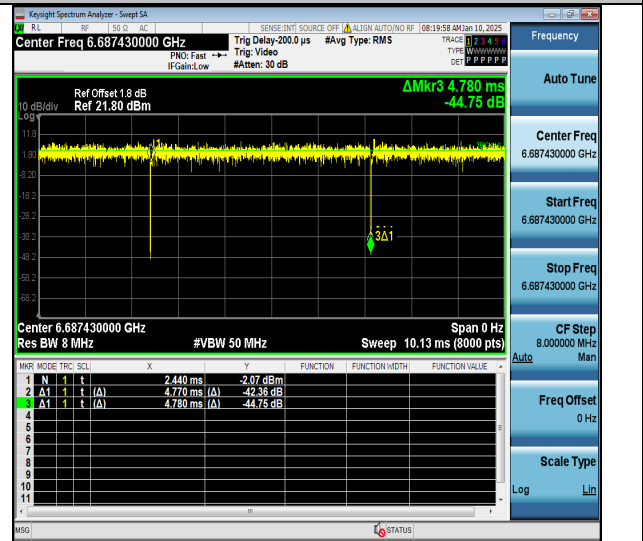 Keysight Spectrum Analyzer - Swept SA
RL RF 50 Ω AC SENSE:INT SOURCE OFF ALIGN AUTO/NO RF 08:19:58 AM Jan 10, 2025
Center Freq 6.687430000 GHz
PNO: Fast
IFGain:Low
Trig Delay-200.0 µs
Trig: Video
#Atten: 30 dB
#Avg Type: RMS
TRACE 1 2 3 4 5 6
TYPE WWWWWW
DET P P P P P P
ΔMkr3 4.780 ms
-44.75 dB
Ref Offset 1.8 dB
10 dB/div Ref 21.80 dBm
Log
11.8
1.80
-8.20
-18.2
-28.2
-38.2
-48.2
-58.2
-68.2
3Δ1
Center 6.687430000 GHz Span 0 Hz
Res BW 8 MHz #VBW 50 MHz Sweep 10.13 ms (8000 pts)
MKR MODE TRC SCL X Y FUNCTION FUNCTION WIDTH FUNCTION VALUE
1 N 1 t 2.440 ms -2.07 dBm
2 Δ1 1 t (Δ) 4.770 ms (Δ) -42.36 dB
3 Δ1 1 t (Δ) 4.780 ms (Δ) -44.75 dB
4
5
6
7
8
9
10
11
MSG STATUS
Frequency
Auto Tune
Center Freq
6.687430000 GHz
Start Freq
6.687430000 GHz
Stop Freq
6.687430000 GHz
CF Step
8.000000 MHz
Auto Man
Freq Offset
0 Hz
Scale Type
Log Lin